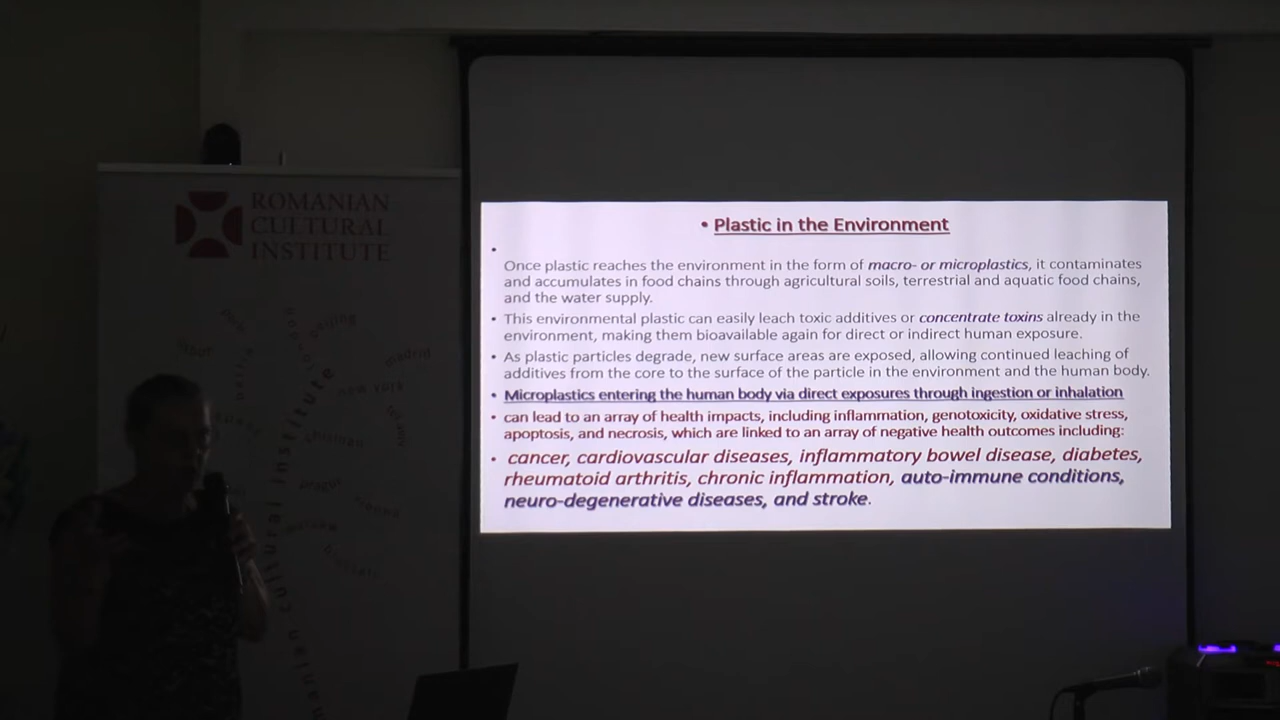 ROMANIAN
CULTURAL
INSTITUTE
beijing
madrid
new york
prague
cultural institute
• Plastic in the Environment
•
Once plastic reaches the environment in the form of macro- or microplastics, it contaminates
and accumulates in food chains through agricultural soils, terrestrial and aquatic food chains,
and the water supply.
• This environmental plastic can easily leach toxic additives or concentrate toxins already in the
environment, making them bioavailable again for direct or indirect human exposure.
• As plastic particles degrade, new surface areas are exposed, allowing continued leaching of
additives from the core to the surface of the particle in the environment and the human body.
• Microplastics entering the human body via direct exposures through ingestion or inhalation
• can lead to an array of health impacts, including inflammation, genotoxicity, oxidative stress,
apoptosis, and necrosis, which are linked to an array of negative health outcomes including:
• cancer, cardiovascular diseases, inflammatory bowel disease, diabetes,
rheumatoid arthritis, chronic inflammation, auto-immune conditions,
neuro-degenerative diseases, and stroke.